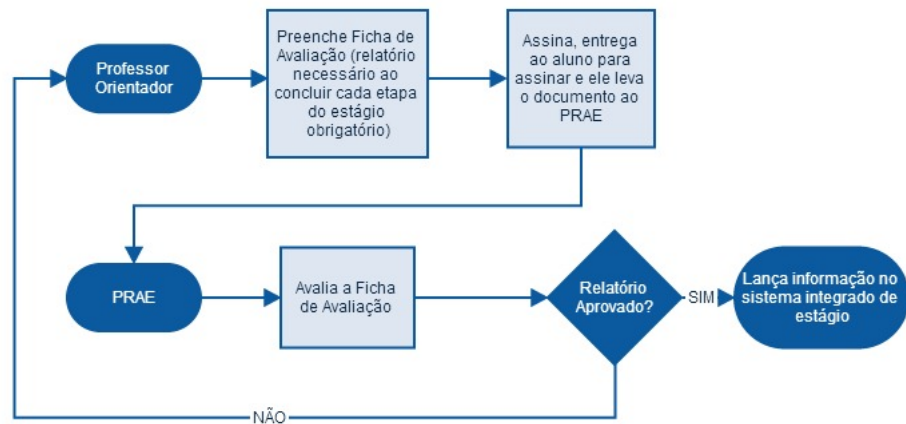 Professor
Orientador
Preenche Ficha de
Avaliação (relatório
necessário ao
concluir cada etapa
do estágio
obrigatório)
Assina, entrega
ao aluno para
assinar e ele leva
o documento ao
PRAE
PRAE
Avalia a Ficha
de Avaliação
Relatório
Aprovado?
SIM
Lança informação no
sistema integrado de
estágio
NÃO